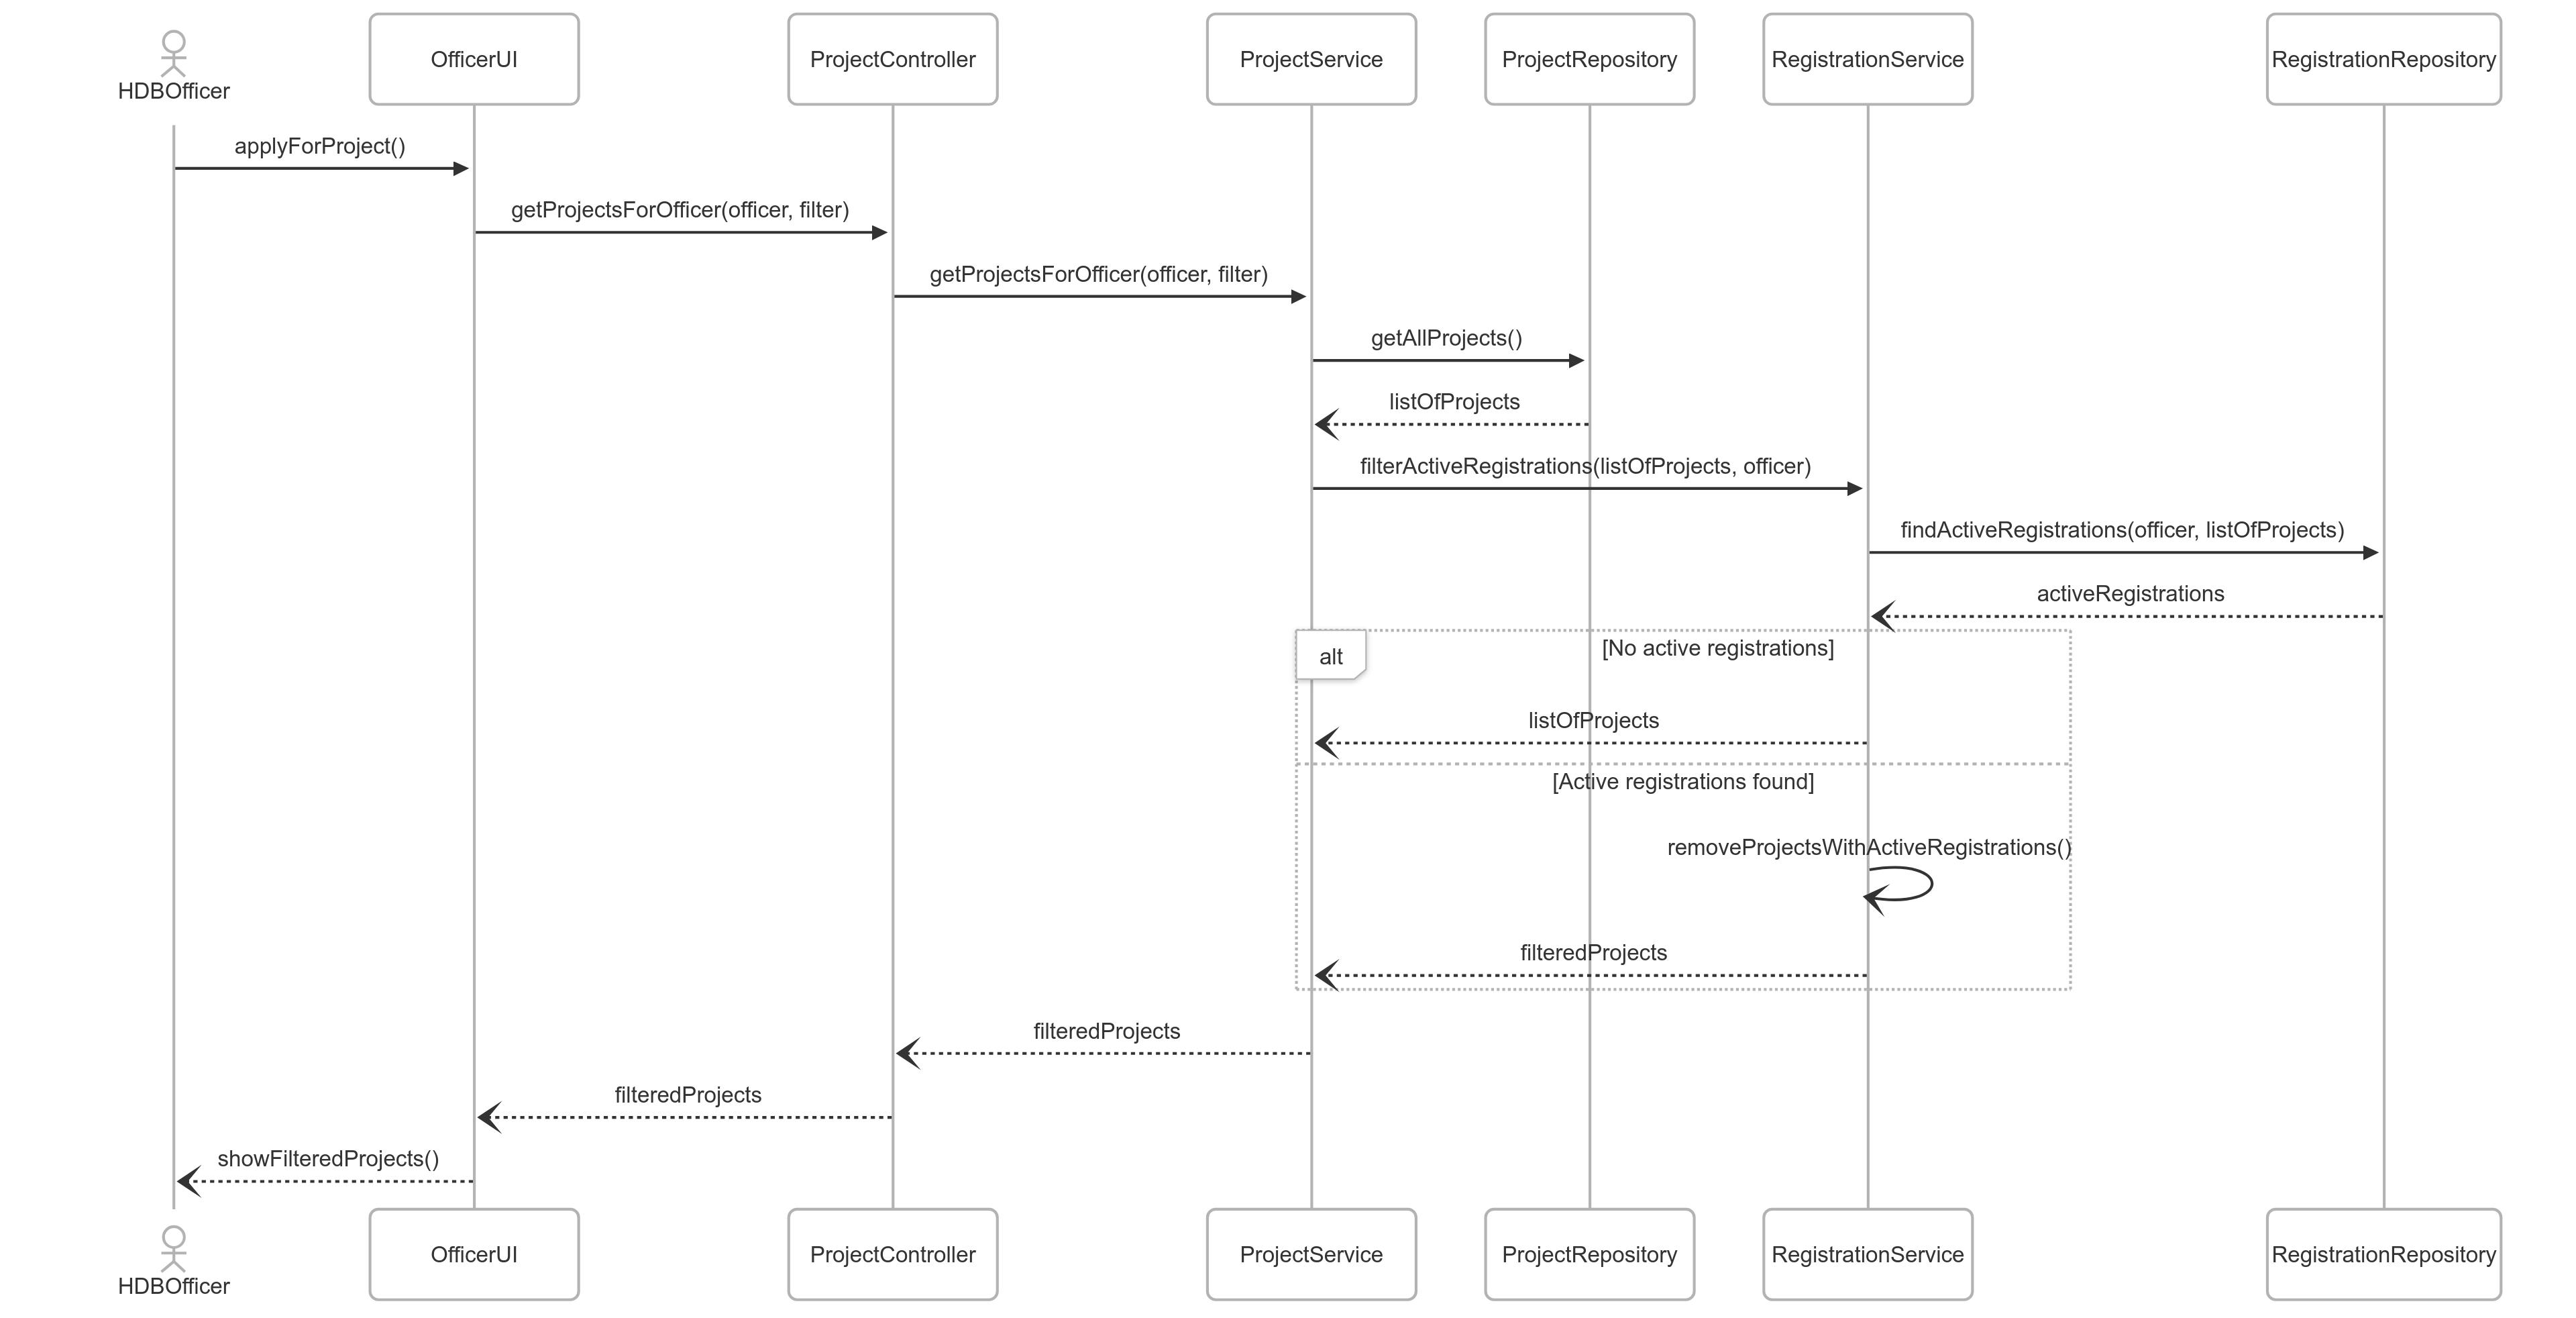 HDBOfficer
OfficerUI
ProjectController
ProjectService
ProjectRepository
RegistrationService
RegistrationRepository
applyForProject()
getProjectsForOfficer(officer, filter)
getProjectsForOfficer(officer, filter)
getAllProjects()
listOfProjects
filterActiveRegistrations(listOfProjects, officer)
findActiveRegistrations(officer, listOfProjects)
activeRegistrations
alt
[No active registrations]
listOfProjects
[Active registrations found]
removeProjectsWithActiveRegistrations()
filteredProjects
filteredProjects
filteredProjects
showFilteredProjects()
HDBOfficer
OfficerUI
ProjectController
ProjectService
ProjectRepository
RegistrationService
RegistrationRepository